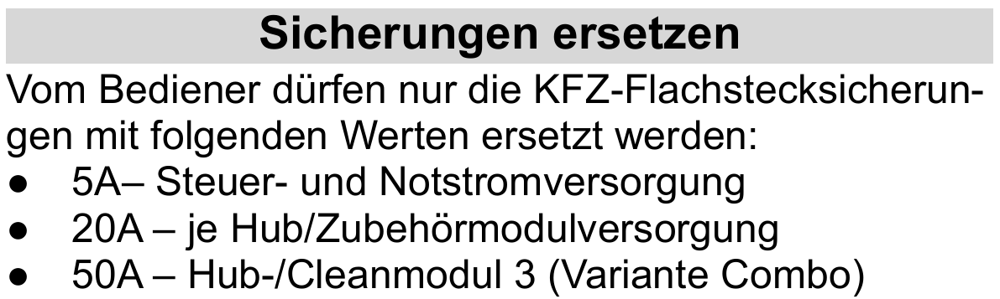 Sicherungen ersetzen
Vom Bediener dürfen nur die KFZ-Flachstecksicherun-
gen mit folgenden Werten ersetzt werden:
● 5A– Steuer- und Notstromversorgung
● 20A – je Hub/Zubehörmodulversorgung
● 50A – Hub-/Cleanmodul 3 (Variante Combo)